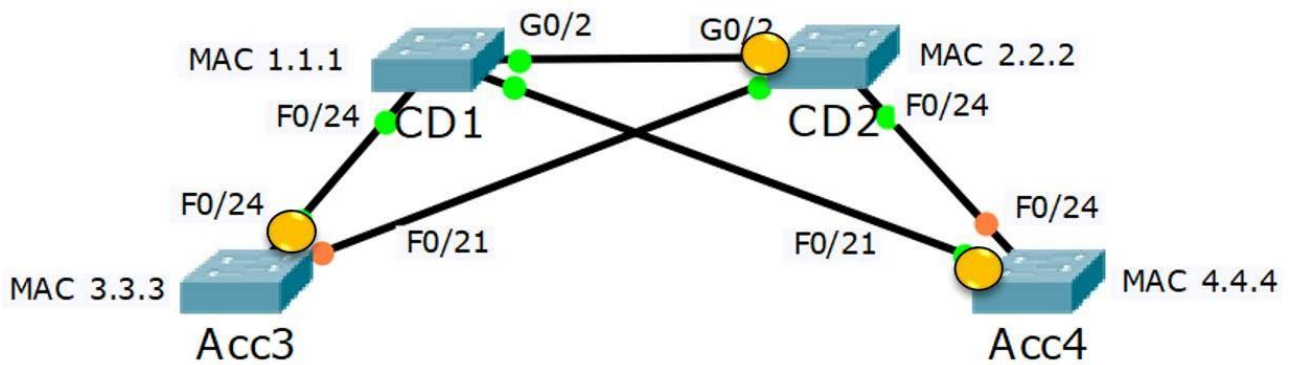 G0/2
G0/2
MAC 1.1.1
MAC 2.2.2
F0/24
CD1
CD2
F0/24
F0/24
F0/24
F0/21
F0/21
MAC 3.3.3
MAC 4.4.4
Acc3
Acc4